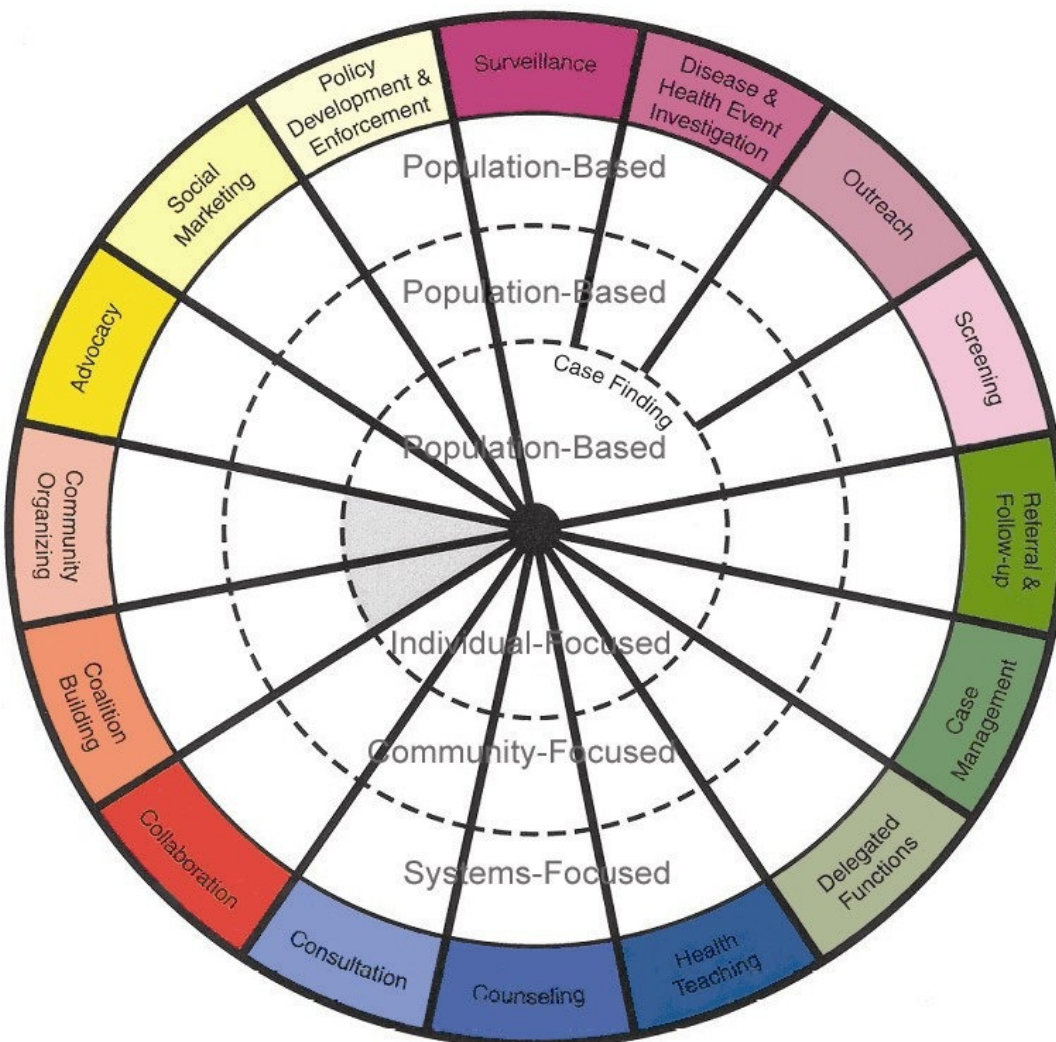 Surveillance
Disease &
Health Event
Investigation
Outreach
Screening
Referral &
Follow-up
Case
Management
Delegated
Functions
Health
Teaching
Counseling
Consultation
Collaboration
Coalition
Building
Community
Organizing
Advocacy
Social
Marketing
Policy
Development &
Enforcement
Population-Based
Population-Based
Case Finding
Population-Based
Individual-Focused
Community-Focused
Systems-Focused